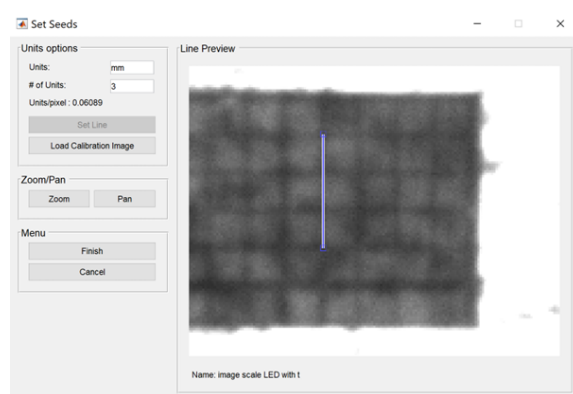 Set Seeds
Units options
Units: mm
# of Units: 3
Units/pixel : 0.06089
Set Line
Load Calibration Image
Zoom/Pan
Zoom Pan
Menu
Finish
Cancel
Line Preview
Name: image scale LED with t